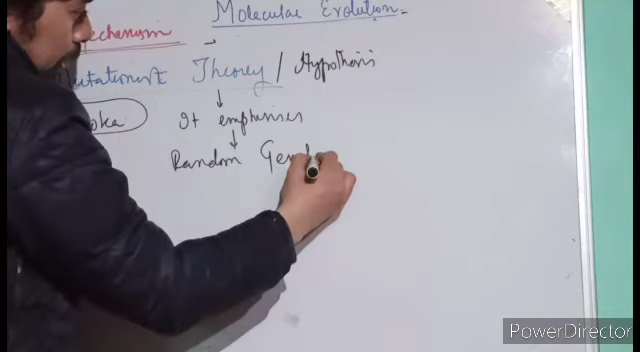 Molecular Evolution
echanism
utationist Theory / Hypothesis
oka
It emphasises
Random Gen
PowerDirector